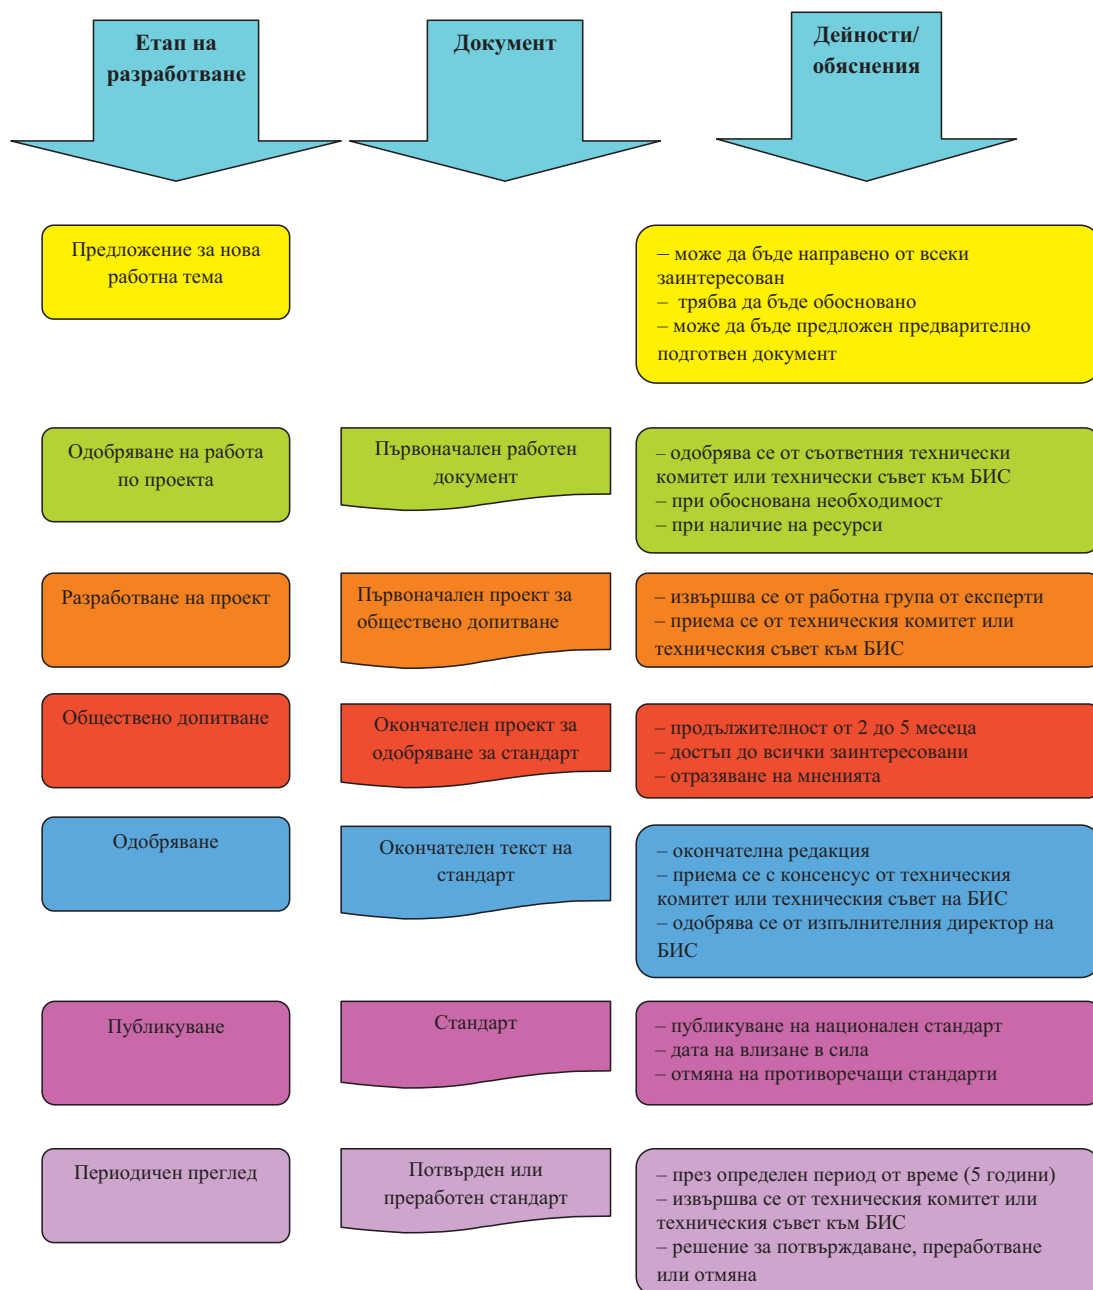 Етап на
разработване
Документ
Дейности/
обяснения
Предложение за нова
работна тема
– може да бъде направено от всеки
заинтересован
– трябва да бъде обосновано
– може да бъде предложен предварително
подготвен документ
Одобряване на работа
по проекта
Първоначален работен
документ
– одобрява се от съответния технически
комитет или технически съвет към БИС
– при обоснована необходимост
– при наличие на ресурси
Разработване на проект
Първоначален проект за
обществено допитване
– извършва се от работна група от експерти
– приема се от техническия комитет или
техническия съвет към БИС
Обществено допитване
Окончателен проект за
одобряване за стандарт
– продължителност от 2 до 5 месеца
– достъп до всички заинтересовани
– отразяване на мненията
Одобряване
Окончателен текст на
стандарт
– окончателна редакция
– приема се с консенсус от техническия
комитет или техническия съвет на БИС
– одобрява се от изпълнителния директор на
БИС
Публикуване
Стандарт
– публикуване на национален стандарт
– дата на влизане в сила
– отмяна на противоречащи стандарти
Периодичен преглед
Потвърден или
преработен стандарт
– през определен период от време (5 години)
– извършва се от техническия комитет или
техническия съвет към БИС
– решение за потвърждаване, преработване
или отмяна